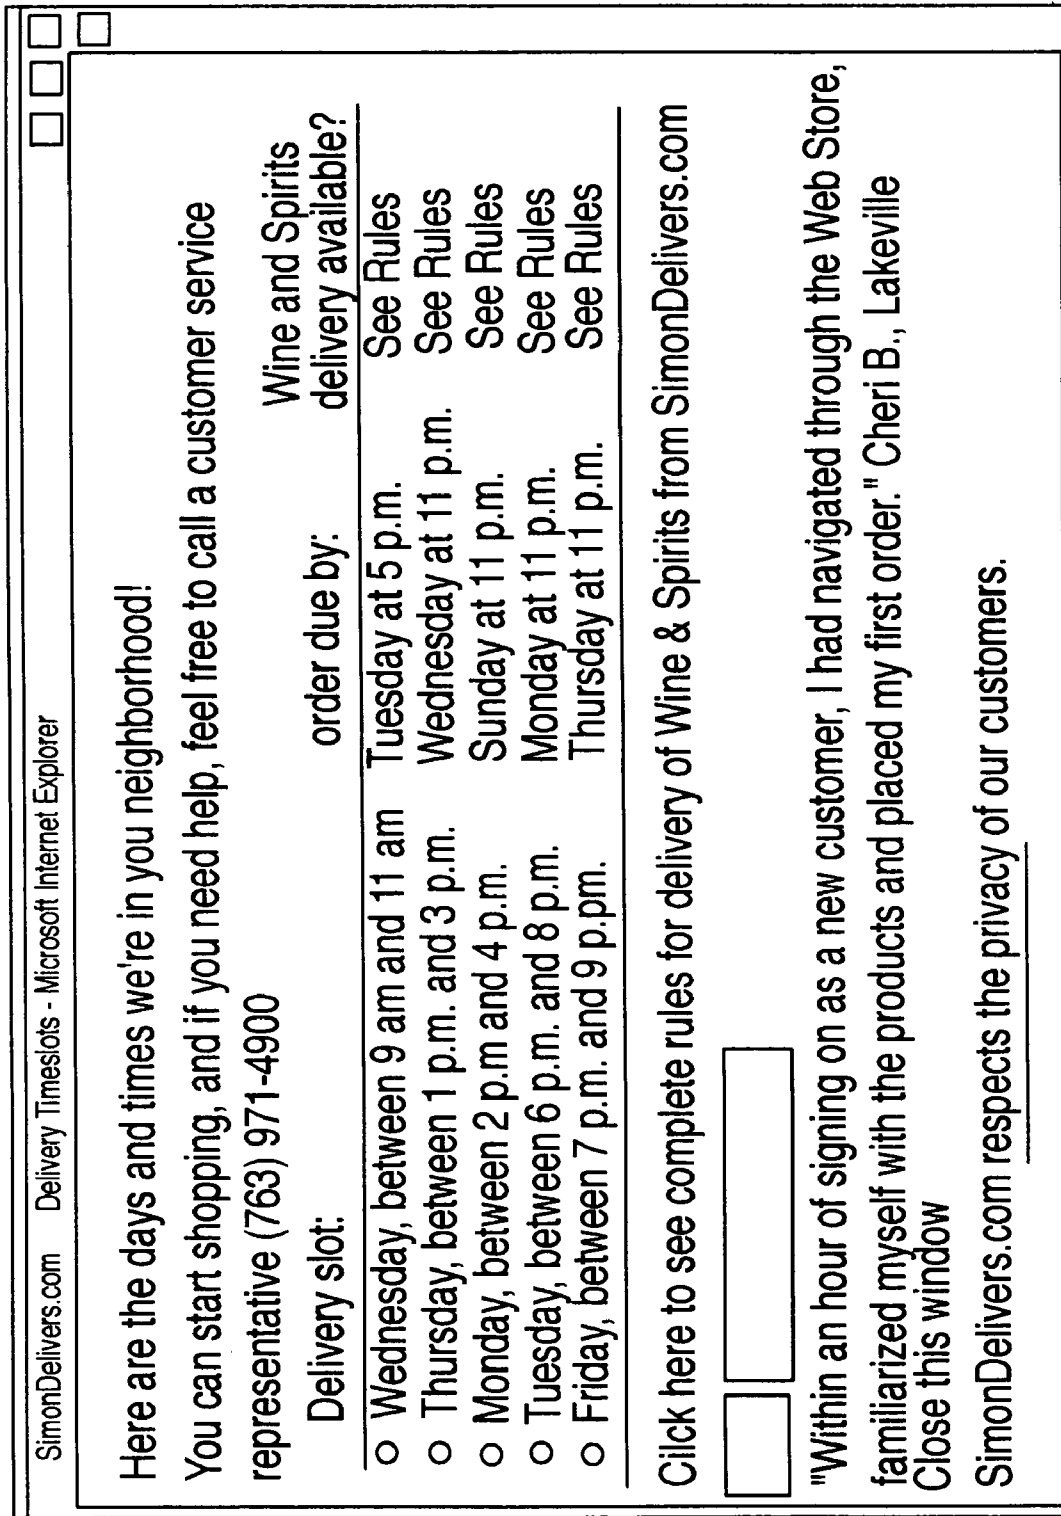 SimonDelivers.com   Delivery Timeslots - Microsoft Internet Explorer
Here are the days and times we're in you neighborhood!
You can start shopping, and if you need help, feel free to call a customer service
representative (763) 971-4900
Delivery slot:   order due by:   Wine and Spirits
delivery available?
Wednesday, between 9 am and 11 am   Tuesday at 5 p.m.   See Rules
Thursday, between 1 p.m. and 3 p.m.   Wednesday at 11 p.m.   See Rules
Monday, between 2 p.m and 4 p.m.   Sunday at 11 p.m.   See Rules
Tuesday, between 6 p.m. and 8 p.m.   Monday at 11 p.m.   See Rules
Friday, between 7 p.m. and 9 p.pm.   Thursday at 11 p.m.   See Rules
Cilck here to see complete rules for delivery of Wine & Spirits from SimonDelivers.com
"Within an hour of signing on as a new customer, I had navigated through the Web Store,
familiarized myself with the products and placed my first order." Cheri B., Lakeville
Close this window
SimonDelivers.com respects the privacy of our customers.